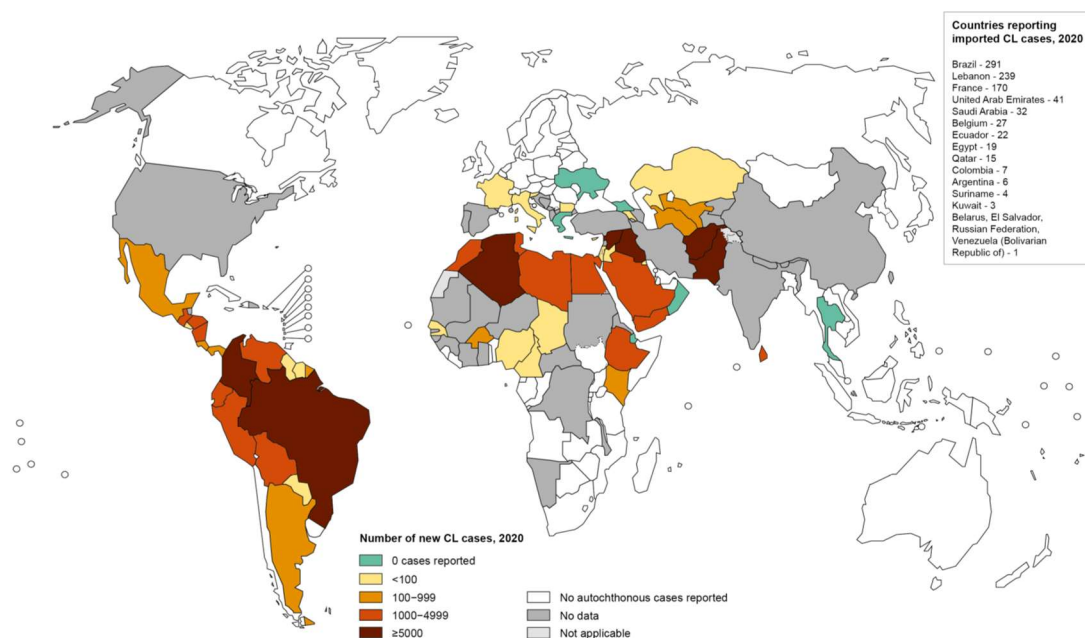 Countries reporting
imported CL cases, 2020
Brazil - 291
Lebanon - 239
France - 170
United Arab Emirates - 41
Saudi Arabia - 32
Belgium - 27
Ecuador - 22
Egypt - 19
Qatar - 15
Colombia - 7
Argentina - 6
Suriname - 4
Kuwait - 3
Belarus, El Salvador,
Russian Federation,
Venezuela (Bolivarian
Republic of) - 1
Number of new CL cases, 2020
0 cases reported
<100
100–999
1000–4999
≥5000
No autochthonous cases reported
No data
Not applicable